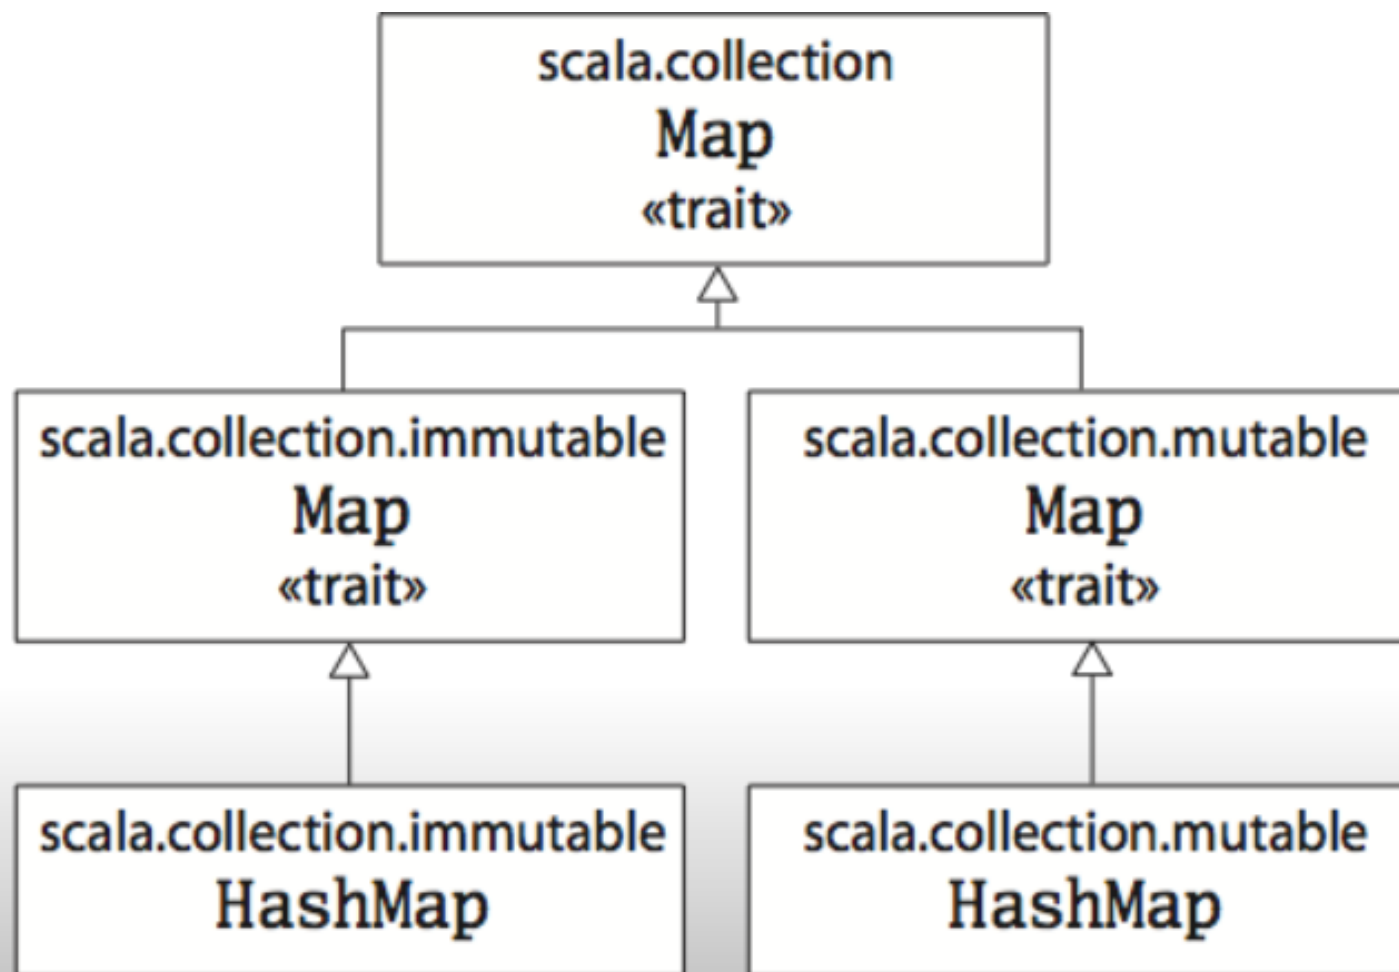 scala.collection
Map
«trait»
scala.collection.immutable
Map
«trait»
scala.collection.mutable
Map
«trait»
scala.collection.immutable
HashMap
scala.collection.mutable
HashMap